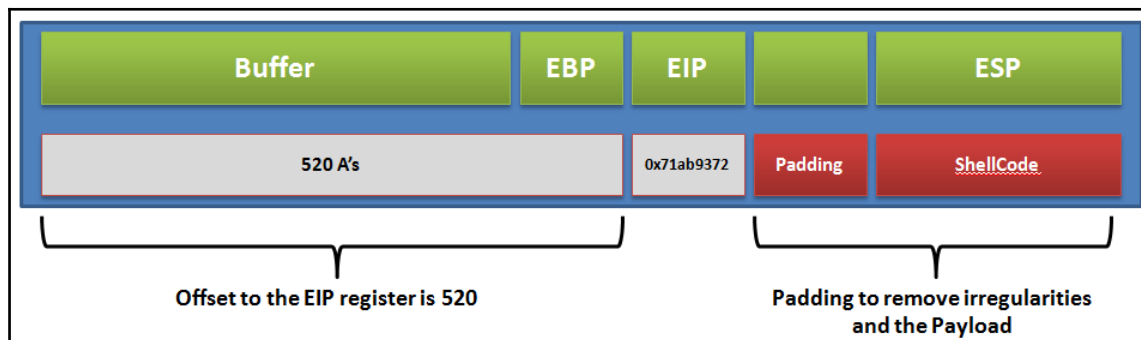 Buffer EBP EIP ESP
520 A's 0x71ab9372 Padding ShellCode
Offset to the EIP register is 520
Padding to remove irregularities
and the Payload